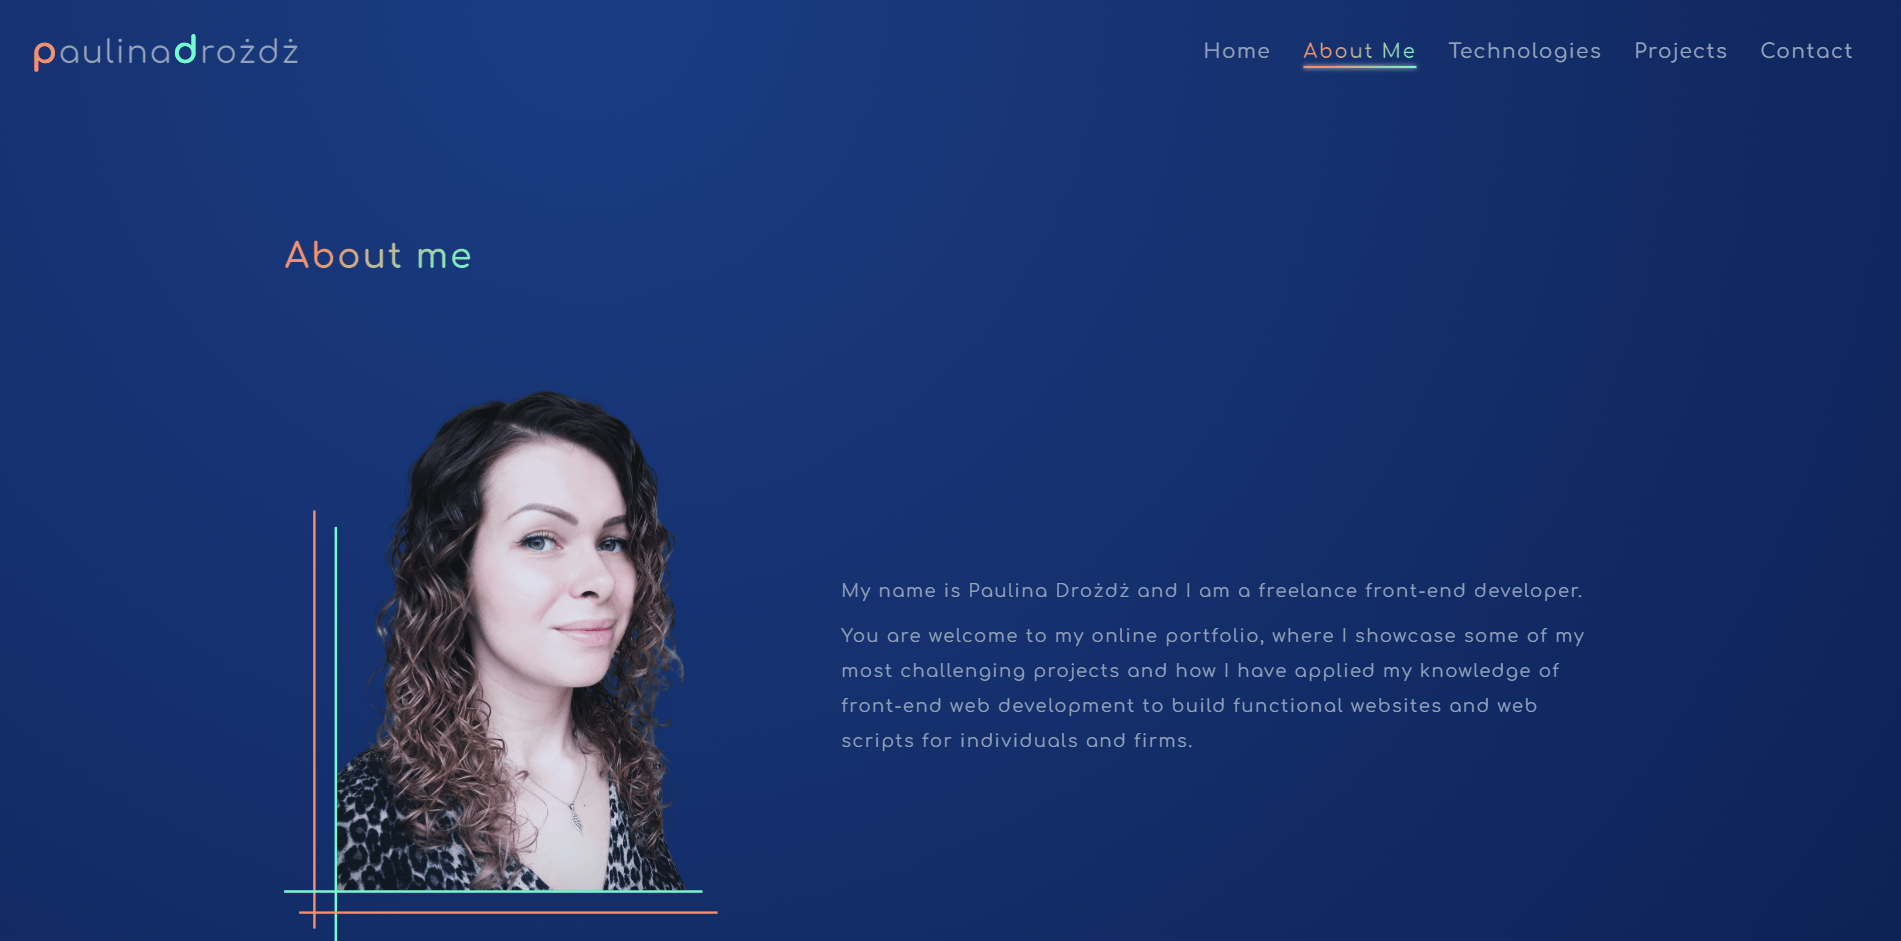 paulinadrożdż
Home About Me Technologies Projects Contact
About me
My name is Paulina Drożdż and I am a freelance front-end developer.
You are welcome to my online portfolio, where I showcase some of my
most challenging projects and how I have applied my knowledge of
front-end web development to build functional websites and web
scripts for individuals and firms.